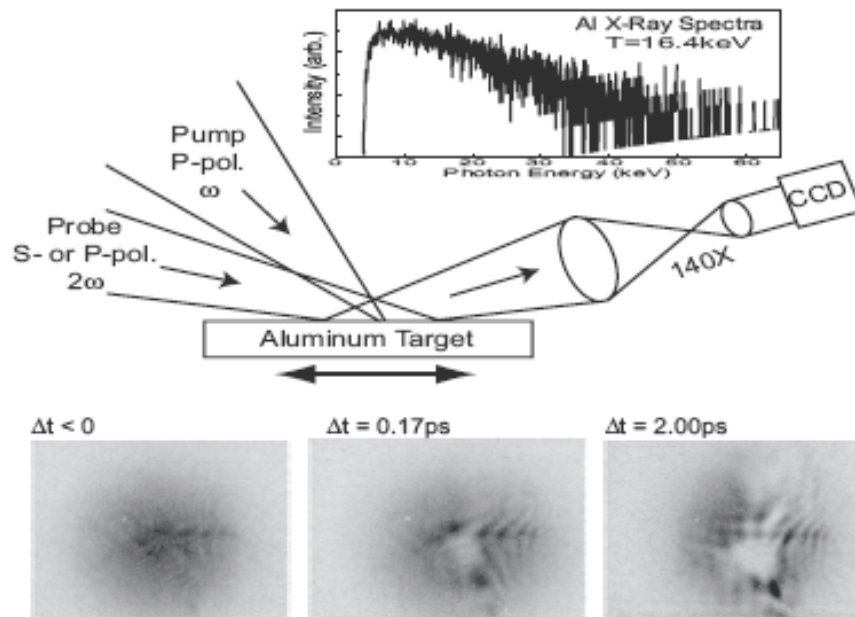 Al X-Ray Spectra
T=16.4keV
Intensity (arb.)
0 10 20 30 40 50 60
Photon Energy (keV)
Pump
P-pol.
ω
Probe
S- or P-pol.
2ω
CCD
140X
Aluminum Target
Δt < 0
Δt = 0.17ps
Δt = 2.00ps